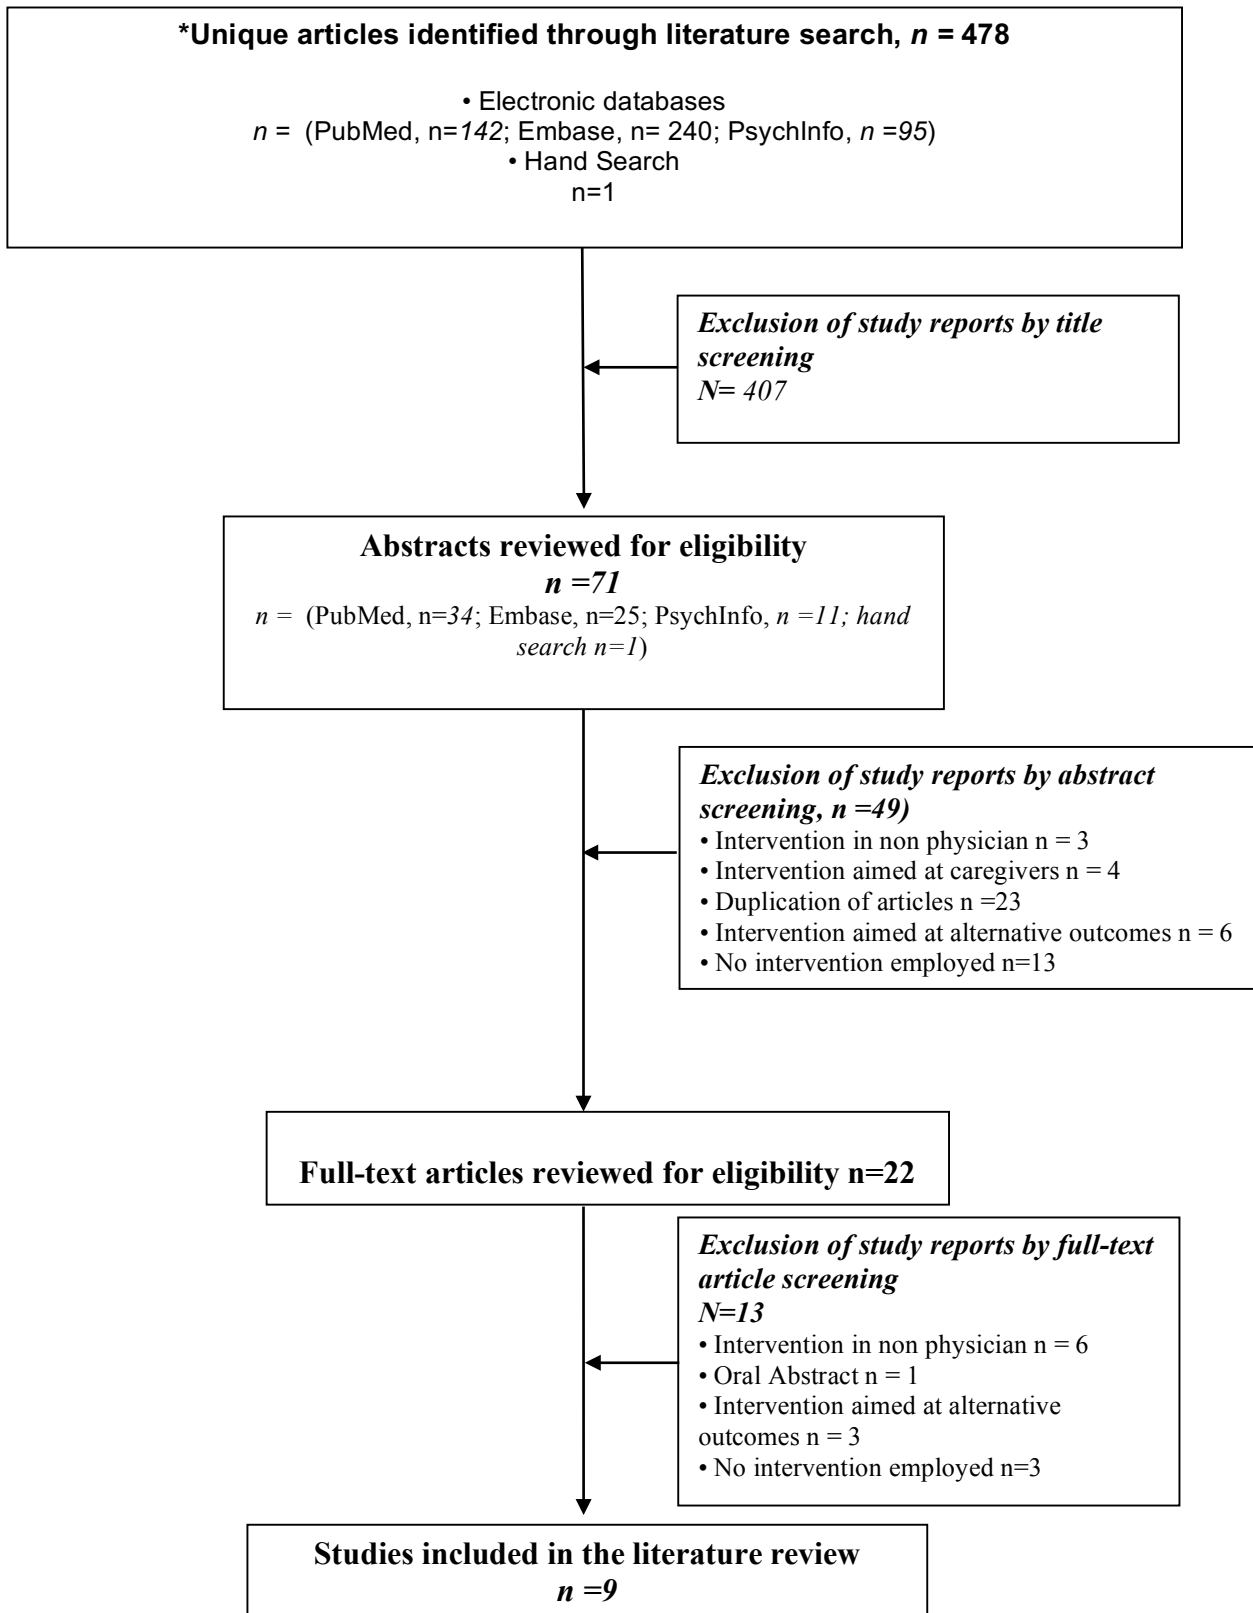 *Unique articles identified through literature search, n = 478
• Electronic databases
n = (PubMed, n=142; Embase, n= 240; PsychInfo, n =95)
• Hand Search
n=1
Exclusion of study reports by title
screening
N= 407
Abstracts reviewed for eligibility
n =71
n = (PubMed, n=34; Embase, n=25; PsychInfo, n =11; hand
search n=1)
Exclusion of study reports by abstract
screening, n =49)
• Intervention in non physician n = 3
• Intervention aimed at caregivers n = 4
• Duplication of articles n =23
• Intervention aimed at alternative outcomes n = 6
• No intervention employed n=13
Full-text articles reviewed for eligibility n=22
Exclusion of study reports by full-text
article screening
N=13
• Intervention in non physician n = 6
• Oral Abstract n = 1
• Intervention aimed at alternative
outcomes n = 3
• No intervention employed n=3
Studies included in the literature review
n =9